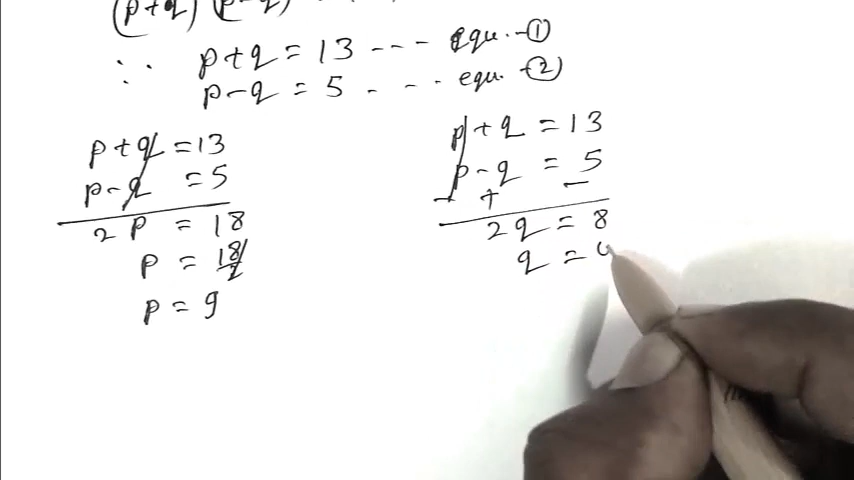 (p+q)(p-q)
∴ p+q = 13 --- equ.-①
p-q = 5 - -- equ. -②
p+q = 13
p-q = 5
2p = 18
p = 18/2
p = 9
p+q = 13
p-q = 5
- + -
2q = 8
q =